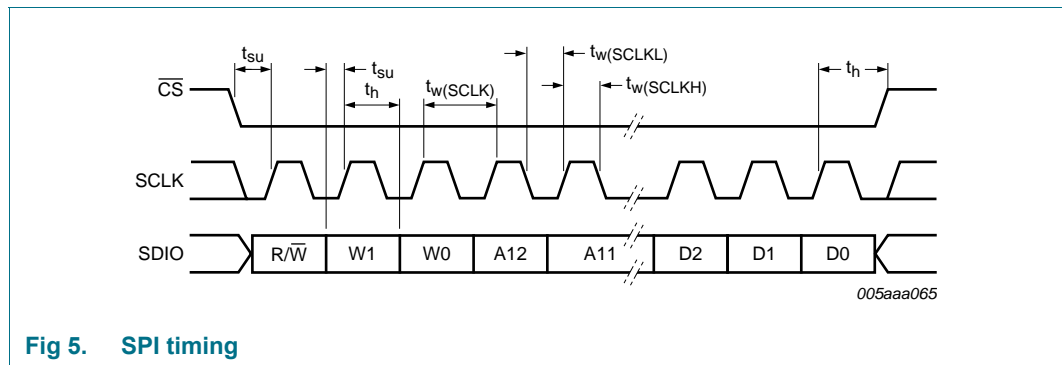 tsu
tsu
th
tw(SCLK)
tw(SCLKL)
tw(SCLKH)
th
CS
SCLK
SDIO
R/W
W1
W0
A12
A11
D2
D1
D0
005aaa065
Fig 5. SPI timing